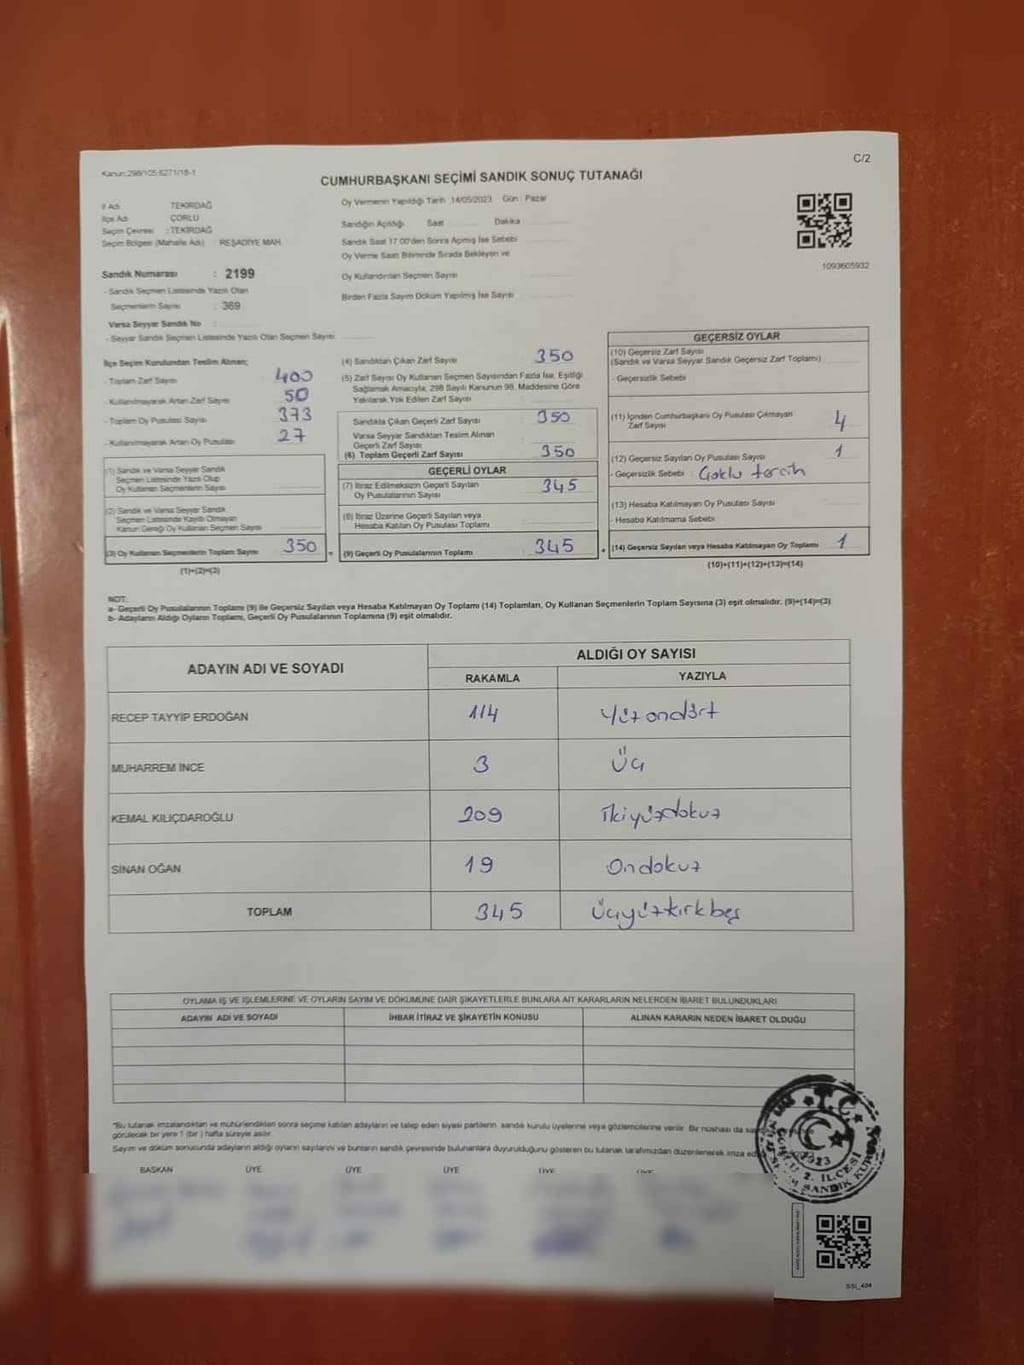 Kanun:298/105 6271/18-1
C/2
CUMHURBAŞKANI SEÇİMİ SANDIK SONUÇ TUTANAĞI
İl Adı TEKİRDAĞ
İlçe Adı ÇORLU
Seçim Çevresi : TEKİRDAĞ
Seçim Bölgesi (Mahalle Adı) REŞADİYE MAH
Sandık Numarası : 2199
- Sandık Seçmen Listesinde Yazılı Olan
Seçmenlerin Sayısı : 369
Varsa Seyyar Sandık No :
- Seyyar Sandık Seçmen Listesinde Yazılı Olan Seçmen Sayısı
Oy Vermenin Yapıldığı Tarih 14/05/2023 Gün : Pazar
Sandığın Açıldığı Saat Dakika
Sandık Saat 17.00'den Sonra Açılmış İse Sebebi
Oy Verme Saati Bitiminde Sırada Bekleyen ve
Oy Kullandırılan Seçmen Sayısı
Birden Fazla Sayım Döküm Yapılmış İse Sayısı
1093605932
İlçe Seçim Kurulundan Teslim Alınan;
- Toplam Zarf Sayısı 400
- Kullanılmayarak Artan Zarf Sayısı 50
- Toplam Oy Pusulası Sayısı 373
- Kullanılmayarak Artan Oy Pusulası 27
(1) Sandık ve Varsa Seyyar Sandık
Seçmen Listesinde Yazılı Olup
Oy Kullanan Seçmenlerin Sayısı
(2) Sandık ve Varsa Seyyar Sandık
Seçmen Listesinde Kayıtlı Olmayan
Kanun Gereği Oy Kullanan Seçmen Sayısı
(3) Oy Kullanan Seçmenlerin Toplam Sayısı 350 =
(1)+(2)=(3)
(4) Sandıktan Çıkan Zarf Sayısı 350
(5) Zarf Sayısı Oy Kullanan Seçmen Sayısından Fazla İse, Eşitliği
Sağlamak Amacıyla, 298 Sayılı Kanunun 98. Maddesine Göre
Yakılarak Yok Edilen Zarf Sayısı
Sandıkta Çıkan Geçerli Zarf Sayısı 350
Varsa Seyyar Sandıktan Teslim Alınan
Geçerli Zarf Sayısı
(6) Toplam Geçerli Zarf Sayısı 350
GEÇERLİ OYLAR
(7) İtiraz Edilmeksizin Geçerli Sayılan
Oy Pusulalarının Sayısı 345
(8) İtiraz Üzerine Geçerli Sayılan veya
Hesaba Katılan Oy Pusulası Toplamı
(9) Geçerli Oy Pusulalarının Toplamı 345 +
GEÇERSİZ OYLAR
(10) Geçersiz Zarf Sayısı
(Sandık ve Varsa Seyyar Sandık Geçersiz Zarf Toplamı)
- Geçersizlik Sebebi
(11) İçinden Cumhurbaşkanı Oy Pusulası Çıkmayan
Zarf Sayısı 4
(12) Geçersiz Sayılan Oy Pusulası Sayısı 1
- Geçersizlik Sebebi : Çoklu tercih
(13) Hesaba Katılmayan Oy Pusulası Sayısı
- Hesaba Katılmama Sebebi
(14) Geçersiz Sayılan veya Hesaba Katılmayan Oy Toplamı 1
(10)+(11)+(12)+(13)=(14)
NOT:
a- Geçerli Oy Pusulalarının Toplamı (9) ile Geçersiz Sayılan veya Hesaba Katılmayan Oy Toplamı (14) Toplamları, Oy Kullanan Seçmenlerin Toplam Sayısına (3) eşit olmalıdır. (9)+(14)=(3)
b- Adayların Aldığı Oyların Toplamı, Geçerli Oy Pusulalarının Toplamına (9) eşit olmalıdır.
ADAYIN ADI VE SOYADI
ALDIĞI OY SAYISI
RAKAMLA YAZIYLA
RECEP TAYYİP ERDOĞAN 114 Yüzondört
MUHARREM İNCE 3 Üç
KEMAL KILIÇDAROĞLU 209 ikiyüzdokuz
SİNAN OĞAN 19 Ondokuz
TOPLAM 345 Üçyüzkırkbeş
OYLAMA İŞ VE İŞLEMLERİNE VE OYLARIN SAYIM VE DÖKÜMÜNE DAİR ŞİKAYETLERLE BUNLARA AİT KARARLARIN NELERDEN İBARET BULUNDUKLARI
ADAYIN ADI VE SOYADI İHBAR İTİRAZ VE ŞİKAYETİN KONUSU ALINAN KARARIN NEDEN İBARET OLDUĞU
"Bu tutanak imzalandıktan ve mühürlendikten sonra seçime katılan adayların ve talep eden siyasi partilerin sandık kurulu üyelerine veya gözlemcilerine verilir. Bir nüshası da
görülecek bir yere 1 (bir) hafta süreyle asılır.
Sayım ve döküm sonucunda adayların aldığı oyların sayılarını ve bunların sandık çevresinde bulunanlara duyurulduğunu gösteren bu tutanak tarafımızdan düzenlenerek imza
BAŞKAN ÜYE ÜYE ÜYE ÜYE ÜYE
T.C.
1923
2. İLÇESİ
SSI_404